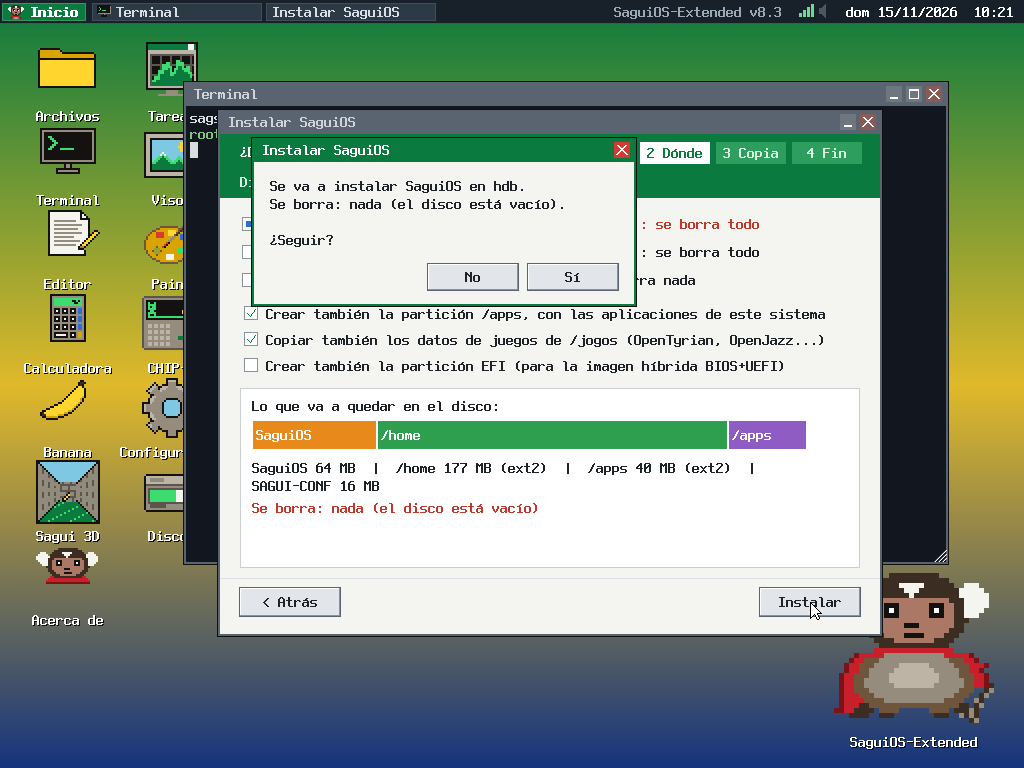 Inicio
Terminal
Instalar SaguiOS
SaguiOS-Extended v8.3
dom 15/11/2026
10:21
Archivos
Terminal
Editor
Calculadora
Banana
Sagui 3D
Acerca de
CHIP-
Terminal
Instalar SaguiOS
2 Dónde
3 Copia
4 Fin
Instalar SaguiOS
Se va a instalar SaguiOS en hdb.
Se borra: nada (el disco está vacío).
¿Seguir?
No
Sí
: se borra todo
: se borra todo
nada
Crear también la partición /apps, con las aplicaciones de este sistema
Copiar también los datos de juegos de /jogos (OpenTyrian, OpenJazz...)
Crear también la partición EFI (para la imagen híbrida BIOS+UEFI)
Lo que va a quedar en el disco:
SaguiOS
/home
/apps
SaguiOS 64 MB | /home 177 MB (ext2) | /apps 40 MB (ext2) |
SAGUI-CONF 16 MB
Se borra: nada (el disco está vacío)
< Atrás
Instalar
SaguiOS-Extended